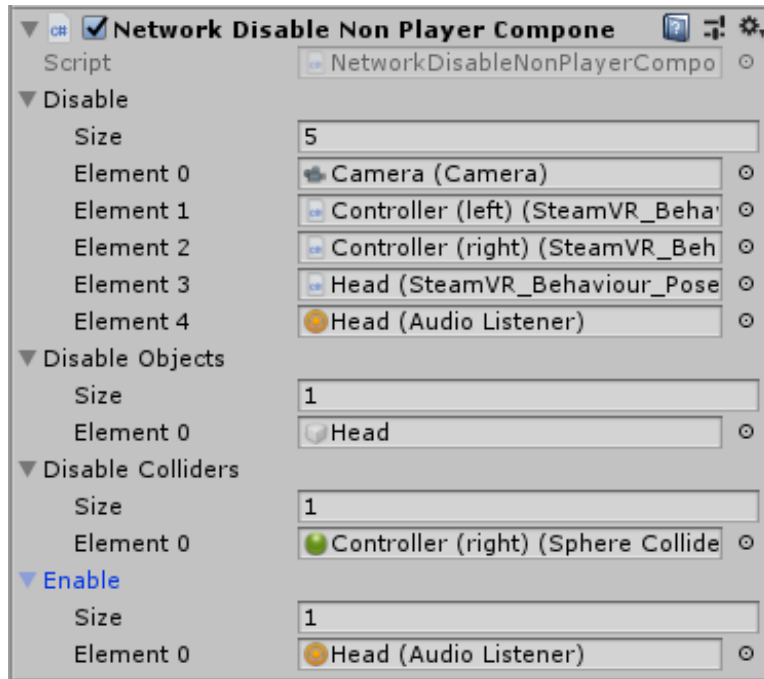 Network Disable Non Player Compone
Script NetworkDisableNonPlayerCompo
Disable
Size 5
Element 0 Camera (Camera)
Element 1 Controller (left) (SteamVR_Beha
Element 2 Controller (right) (SteamVR_Beh
Element 3 Head (SteamVR_Behaviour_Pose
Element 4 Head (Audio Listener)
Disable Objects
Size 1
Element 0 Head
Disable Colliders
Size 1
Element 0 Controller (right) (Sphere Collide
Enable
Size 1
Element 0 Head (Audio Listener)